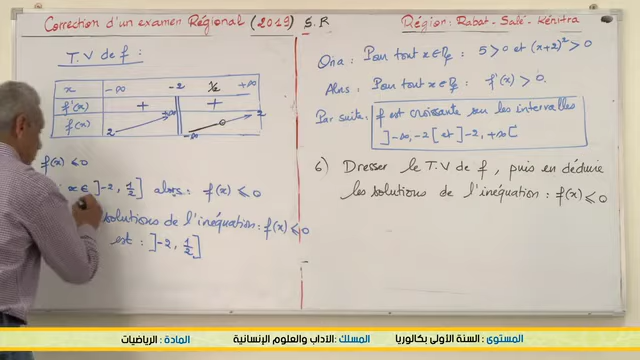 Correction d'un examen Régional (2019) S.R
T.V de f :
x -∞ -2 1/2 +∞
f'(x) + +
f(x) 2 +∞ -∞ 0 2
f(x) ≤ 0
x ∈ ]-2, 1/2] alors : f(x) ≤ 0
solutions de l'inéquation : f(x) ≤ 0
est : ]-2, 1/2]
Région : Rabat - Salé - Kénitra
On a : Pour tout x ∈ Df : 5 > 0 et (x+2)² > 0
Alors : Pour tout x ∈ Df : f'(x) > 0.
Par suite : f est croissante sur les intervalles
]-∞, -2[ et ]-2, +∞[
6) Dresser le T.V de f, puis en déduire
les solutions de l'inéquation : f(x) ≤ 0
المستوى : السنة الأولى بكالوريا المسلك: الآداب والعلوم الإنسانية المادة : الرياضيات